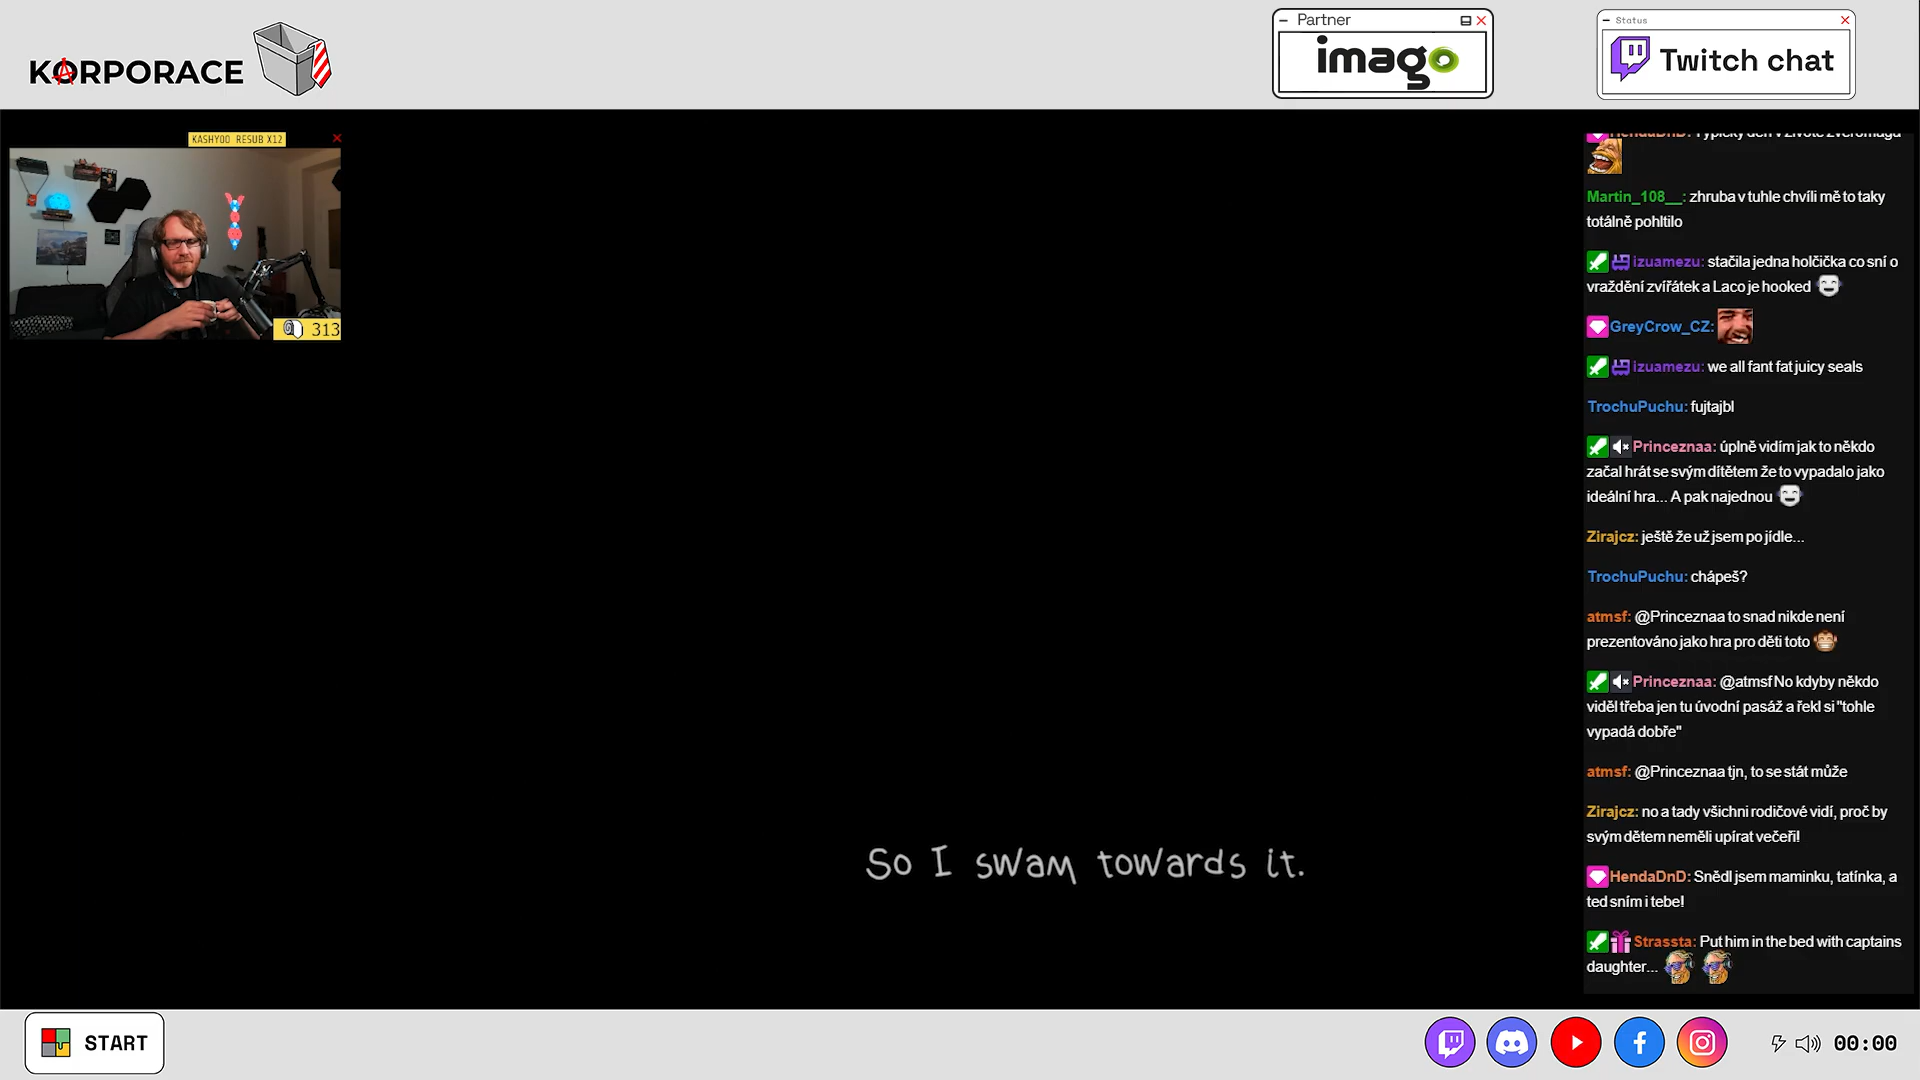 KORPORACE
Partner
imago
Status
Twitch chat
KASHYOO RESUB X12
313
HendaDnD: Typický den v životě zvěromága
Martin_108__: zhruba v tuhle chvíli mě to taky
totálně pohltilo
izuamezu: stačila jedna holčička co sní o
vraždění zvířátek a Laco je hooked
GreyCrow_CZ:
izuamezu: we all fant fat juicy seals
TrochuPuchu: fujtajbl
Princeznaa: úplně vidím jak to někdo
začal hrát se svým dítětem že to vypadalo jako
ideální hra... A pak najednou
Zirajcz: ještě že už jsem po jídle...
TrochuPuchu: chápeš?
atmsf: @Princeznaa to snad nikde není
prezentováno jako hra pro děti toto
Princeznaa: @atmsf No kdyby někdo
viděl třeba jen tu úvodní pasáž a řekl si "tohle
vypadá dobře"
atmsf: @Princeznaa tjn, to se stát může
Zirajcz: no a tady všichni rodičové vidí, proč by
svým dětem neměli upírat večeři!
HendaDnD: Snědl jsem maminku, tatínka, a
ted sním i tebe!
Strassta: Put him in the bed with captains
daughter...
So I swam towards it.
START
00:00